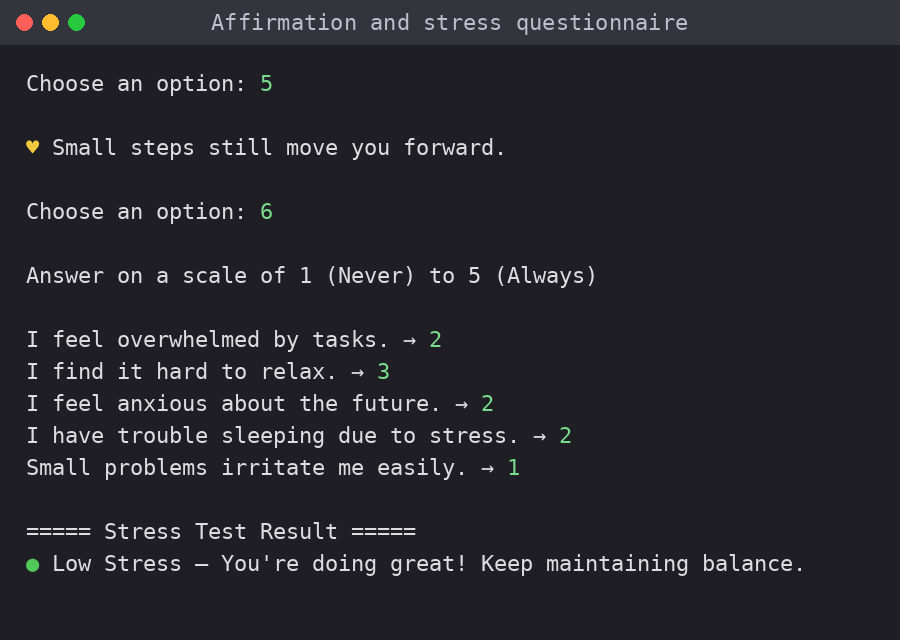 Affirmation and stress questionnaire
Choose an option: 5
♥ Small steps still move you forward.
Choose an option: 6
Answer on a scale of 1 (Never) to 5 (Always)
I feel overwhelmed by tasks. → 2
I find it hard to relax. → 3
I feel anxious about the future. → 2
I have trouble sleeping due to stress. → 2
Small problems irritate me easily. → 1
===== Stress Test Result =====
● Low Stress — You're doing great! Keep maintaining balance.